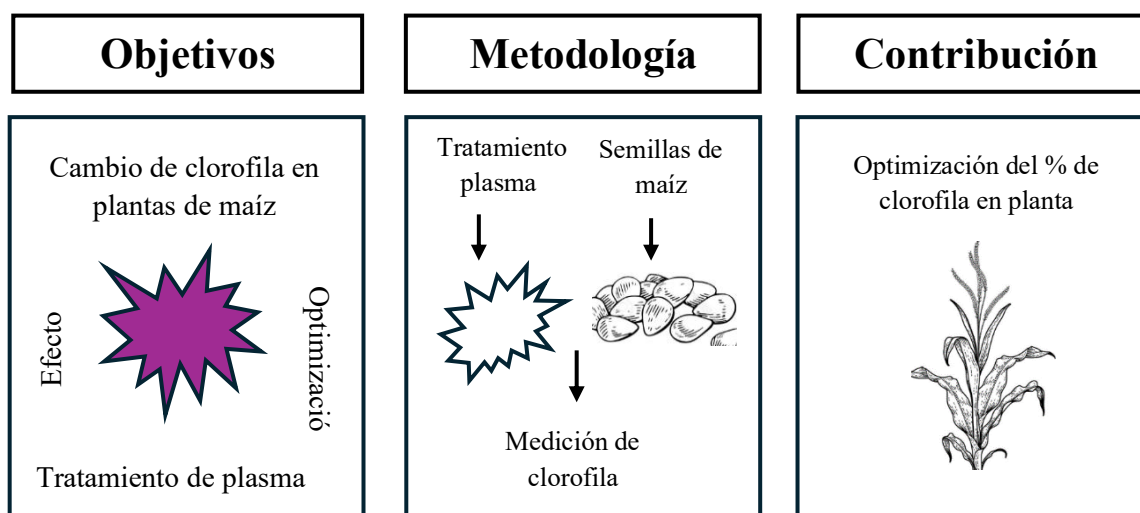 Objetivos
Cambio de clorofila en
plantas de maíz
Efecto
Optimizació
Tratamiento de plasma
Metodología
Tratamiento
plasma
Semillas de
maíz
Medición de
clorofila
Contribución
Optimización del % de
clorofila en planta